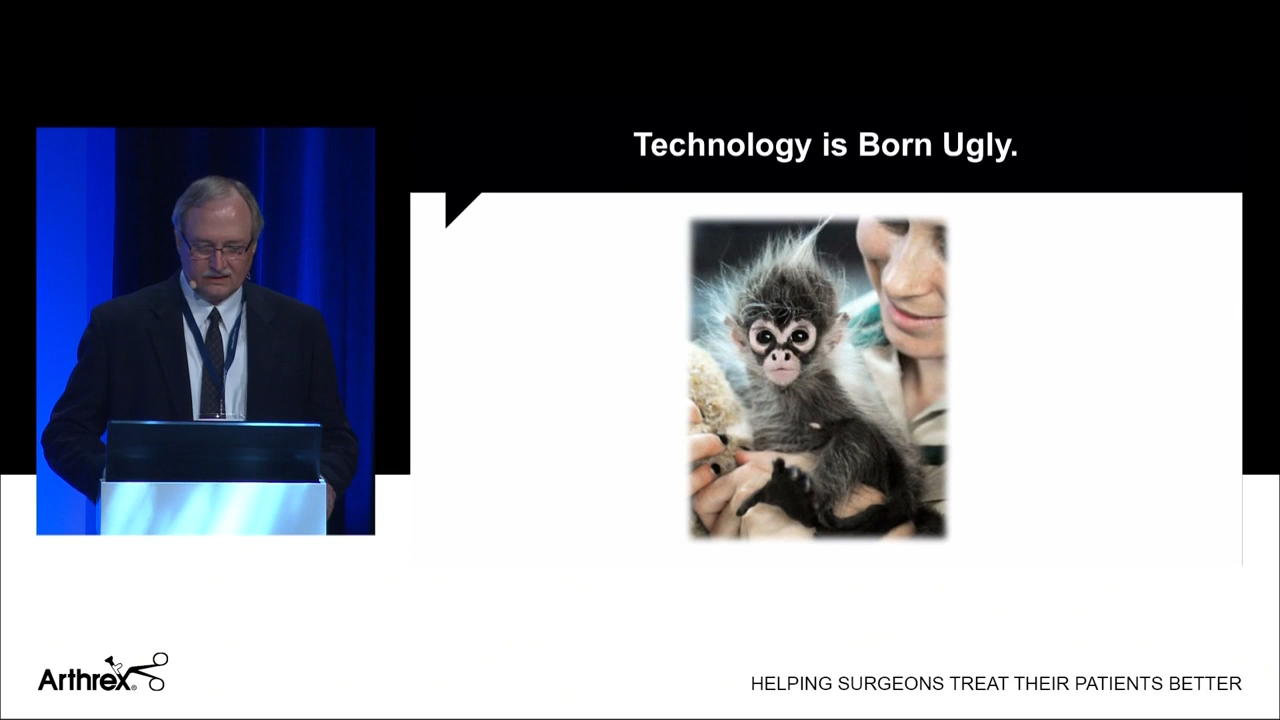 Technology is Born Ugly.
Arthrex®
HELPING SURGEONS TREAT THEIR PATIENTS BETTER